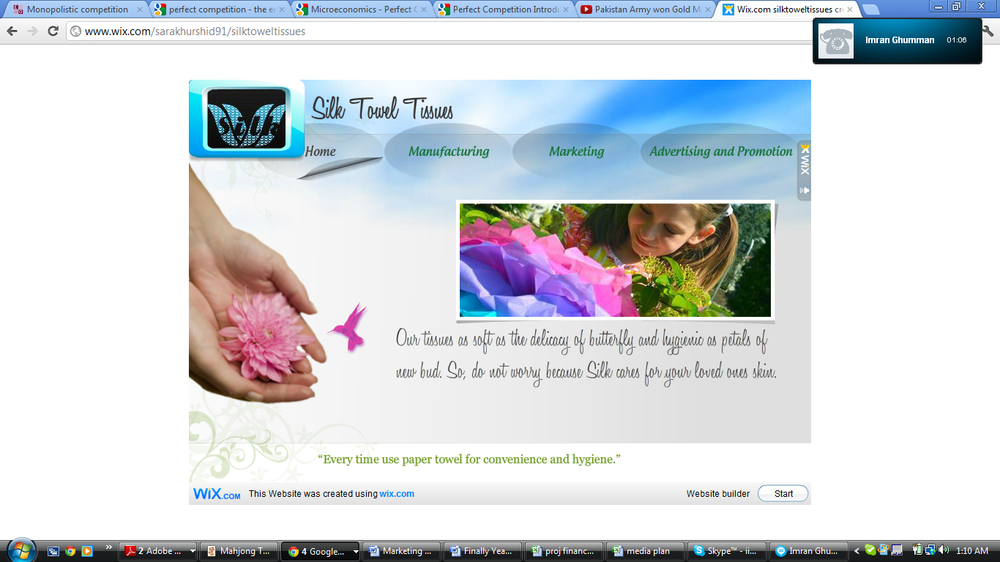 Monopolistic competition
perfect competition - the e
Microeconomics - Perfect C
Perfect Competition Introdu
Pakistan Army won Gold M
Wix.com silktoweltissues cre
www.wix.com/sarakhurshid91/silktoweltissues
Imran Ghumman 01:06
Silk
Silk Towel Tissues
Home Manufacturing Marketing Advertising and Promotion
WiX
Our tissues as soft as the delicacy of butterfly and hygienic as petals of
new bud. So, do not worry because Silk cares for your loved ones skin.
“Every time use paper towel for convenience and hygiene.”
WiX.COM This Website was created using wix.com Website builder Start
2 Adobe ... Mahjong T... 4 Google... Marketing ... Finally Yea... proj financ... media plan Skype™ - ii... Imran Ghu... 1:10 AM